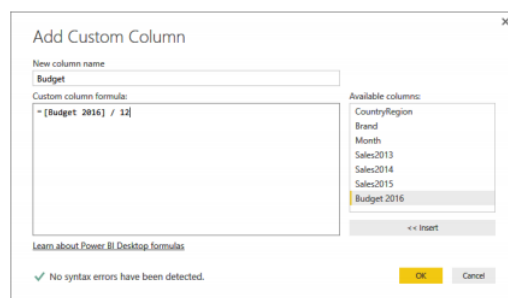 Add Custom Column
New column name
Budget
Custom column formula:
=[Budget 2016] / 12
Available columns:
CountryRegion
Brand
Month
Sales2013
Sales2014
Sales2015
Budget 2016
<< Insert
Learn about Power BI Desktop formulas
No syntax errors have been detected.
OK
Cancel